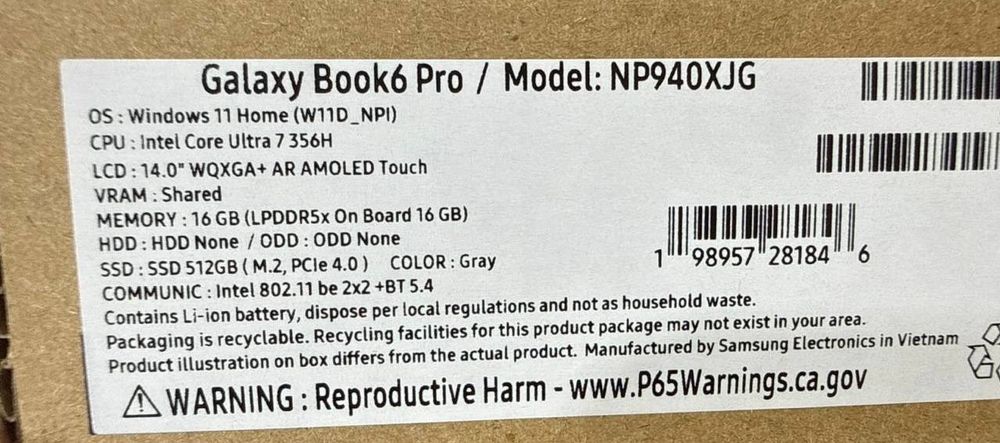 Galaxy Book6 Pro / Model: NP940XJG
OS : Windows 11 Home (W11D_NPI)
CPU : Intel Core Ultra 7 356H
LCD : 14.0" WQXGA+ AR AMOLED Touch
VRAM : Shared
MEMORY : 16 GB (LPDDR5x On Board 16 GB)
HDD : HDD None / ODD : ODD None
SSD : SSD 512GB ( M.2, PCIe 4.0 ) COLOR : Gray
1 98957 28184 6
COMMUNIC : Intel 802.11 be 2x2 +BT 5.4
Contains Li-ion battery, dispose per local regulations and not as household waste.
Packaging is recyclable. Recycling facilities for this product package may not exist in your area.
Product illustration on box differs from the actual product. Manufactured by Samsung Electronics in Vietnam
WARNING : Reproductive Harm - www.P65Warnings.ca.gov